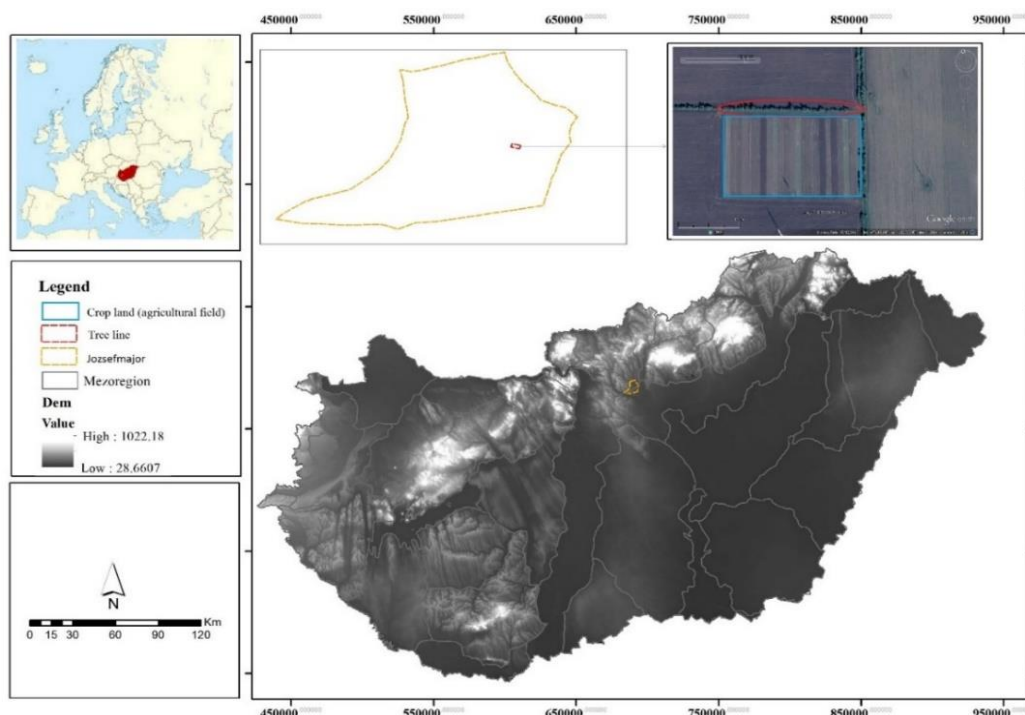 450000 550000 650000 750000 850000 950000
Google earth
Legend
Crop land (agricultural field)
Tree line
Jozsefmajor
Mezoregion
Dem
Value
High : 1022.18
Low : 28.6607
N
Km
0 15 30 60 90 120
450000 550000 650000 750000 850000 950000